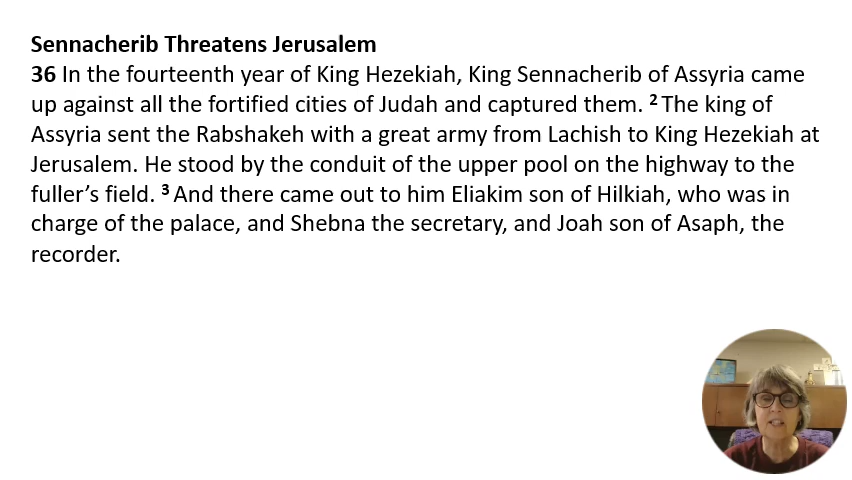 Sennacherib Threatens Jerusalem
36 In the fourteenth year of King Hezekiah, King Sennacherib of Assyria came
up against all the fortified cities of Judah and captured them. 2 The king of
Assyria sent the Rabshakeh with a great army from Lachish to King Hezekiah at
Jerusalem. He stood by the conduit of the upper pool on the highway to the
fuller’s field. 3 And there came out to him Eliakim son of Hilkiah, who was in
charge of the palace, and Shebna the secretary, and Joah son of Asaph, the
recorder.